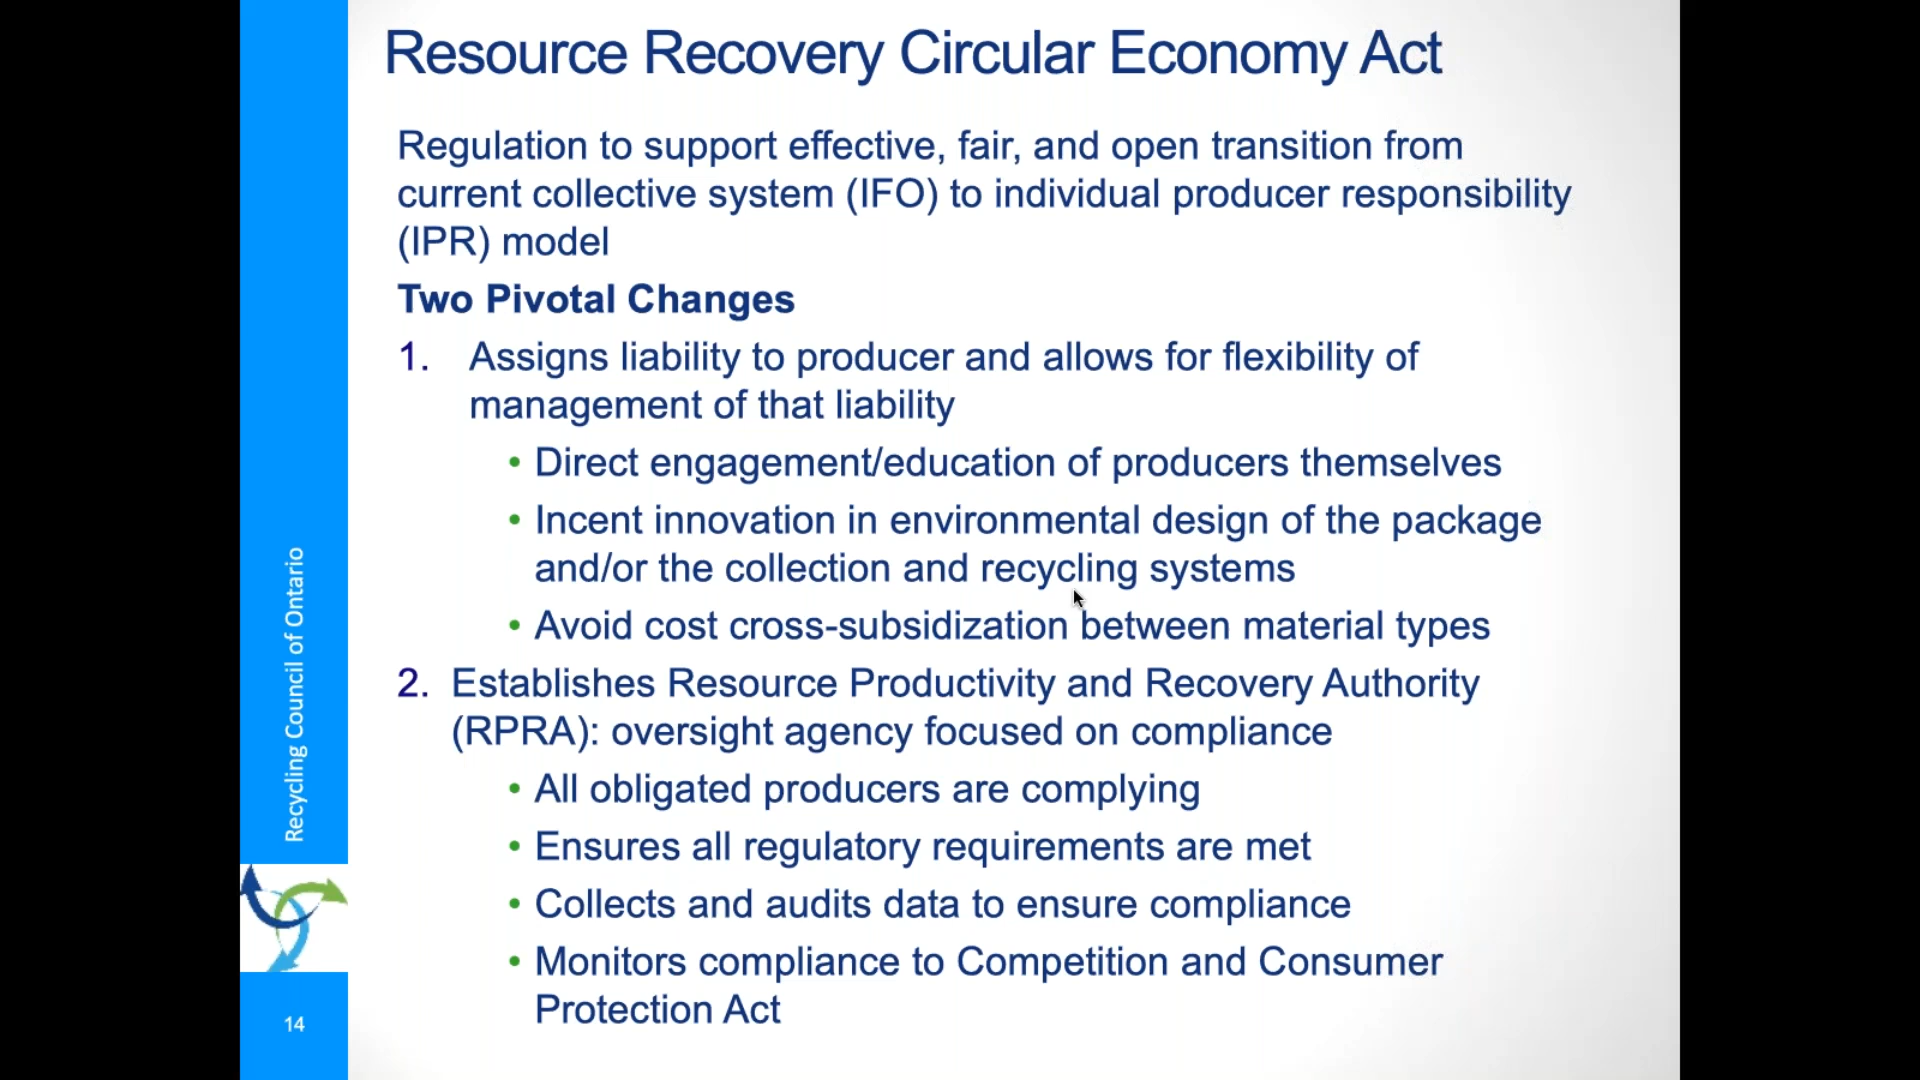 Resource Recovery Circular Economy Act
Regulation to support effective, fair, and open transition from
current collective system (IFO) to individual producer responsibility
(IPR) model
Two Pivotal Changes
1. Assigns liability to producer and allows for flexibility of
management of that liability
• Direct engagement/education of producers themselves
• Incent innovation in environmental design of the package
and/or the collection and recycling systems
• Avoid cost cross-subsidization between material types
2. Establishes Resource Productivity and Recovery Authority
(RPRA): oversight agency focused on compliance
• All obligated producers are complying
• Ensures all regulatory requirements are met
• Collects and audits data to ensure compliance
• Monitors compliance to Competition and Consumer
Protection Act
Recycling Council of Ontario
14